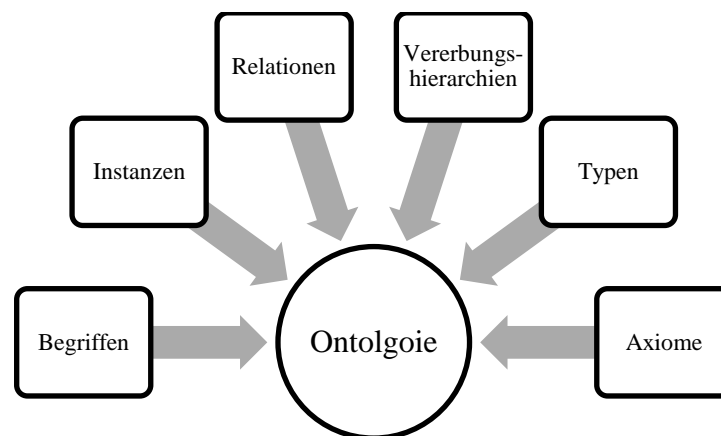 Relationen
Vererbungs-
hierarchien
Instanzen
Typen
Begriffen
Ontolgoie
Axiome